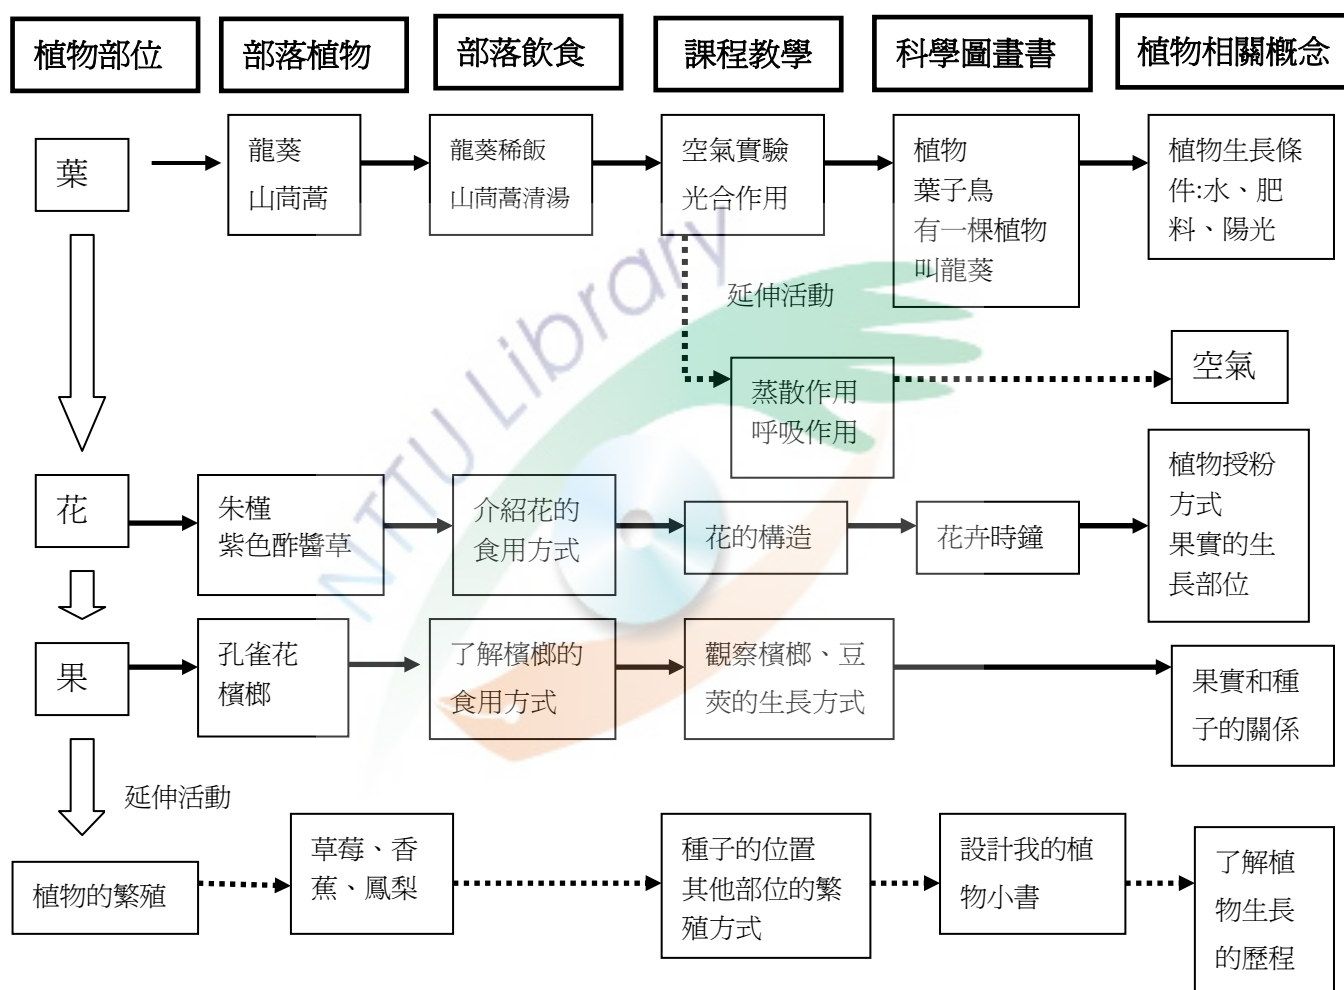 植物部位
部落植物
部落飲食
課程教學
科學圖畫書
植物相關概念
葉
龍葵
山茼蒿
龍葵稀飯
山茼蒿清湯
空氣實驗
光合作用
植物
葉子鳥
有一棵植物
叫龍葵
植物生長條
件:水、肥
料、陽光
延伸活動
蒸散作用
呼吸作用
空氣
花
朱槿
紫色酢醬草
介紹花的
食用方式
花的構造
花卉時鐘
植物授粉
方式
果實的生
長部位
果
孔雀花
檳榔
了解檳榔的
食用方式
觀察檳榔、豆
莢的生長方式
果實和種
子的關係
延伸活動
植物的繁殖
草莓、香
蕉、鳳梨
種子的位置
其他部位的繁
殖方式
設計我的植
物小書
了解植
物生長
的歷程
NTTU Library